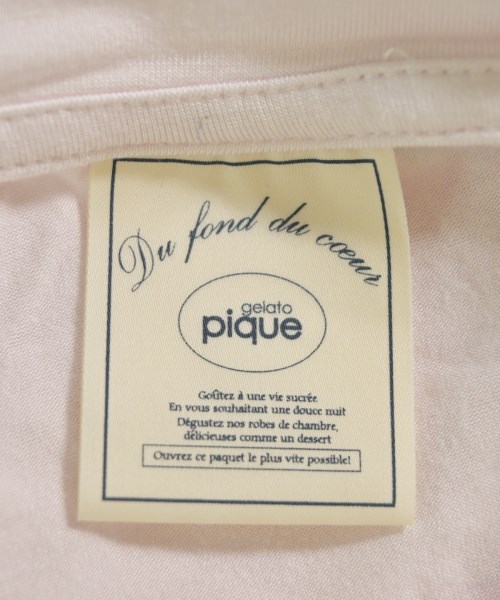 Du fond du cœur
gelato
pique
Goûtez à une vie sucrée
En vous souhaitant une douce nuit
Dégustez nos robes de chambre,
délicieuses comme un dessert
Ouvrez ce paquet le plus vite possible!